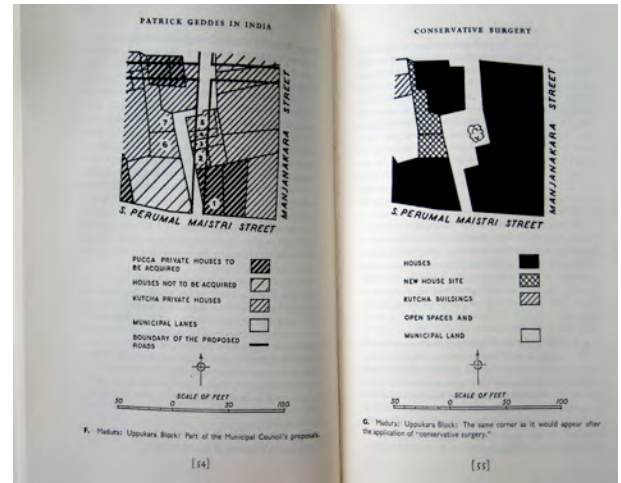 PATRICK GEDDES IN INDIA
7
6
2
1
MANJANAKARA STREET
S. PERUMAL MAISTRI STREET
PUCCA PRIVATE HOUSES TO
BE ACQUIRED
HOUSES NOT TO BE ACQUIRED
KUTCHA PRIVATE HOUSES
MUNICIPAL LANES
BOUNDARY OF THE PROPOSED
ROADS
SCALE OF FEET
50 0 50 100
F. Madura: Uppukara Block: Part of the Municipal Council's proposals.
[54]
CONSERVATIVE SURGERY
MANJANAKARA STREET
S. PERUMAL MAISTRI STREET
HOUSES
NEW HOUSE SITE
KUTCHA BUILDINGS
OPEN SPACES AND
MUNICIPAL LAND
SCALE OF FEET
50 0 50 100
G. Madura: Uppukara Block: The same corner as it would appear after
the application of "conservative surgery."
[55]